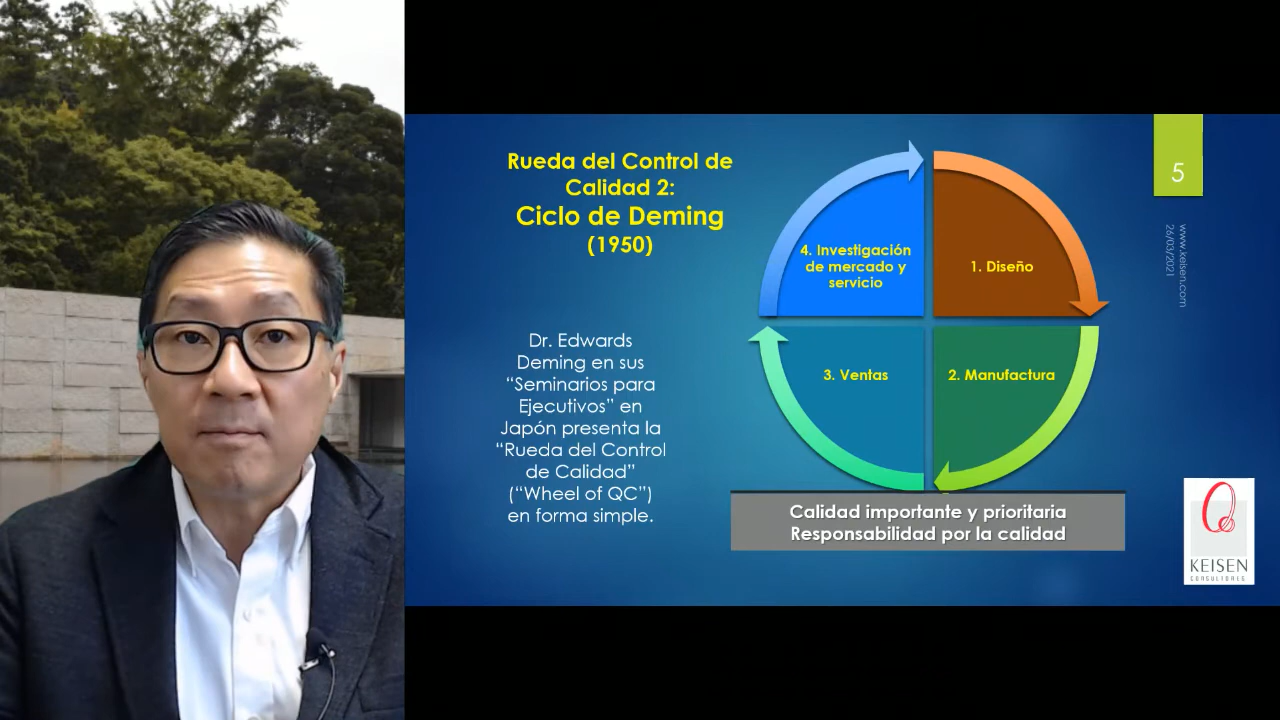 Rueda del Control de
Calidad 2:
Ciclo de Deming
(1950)
Dr. Edwards
Deming en sus
“Seminarios para
Ejecutivos” en
Japón presenta la
“Rueda del Control
de Calidad”
(“Wheel of QC”)
en forma simple.
4. Investigación
de mercado y
servicio
1. Diseño
3. Ventas
2. Manufactura
Calidad importante y prioritaria
Responsabilidad por la calidad
5
www.keisen.com
26/03/2021
KEISEN
CONSULTORES